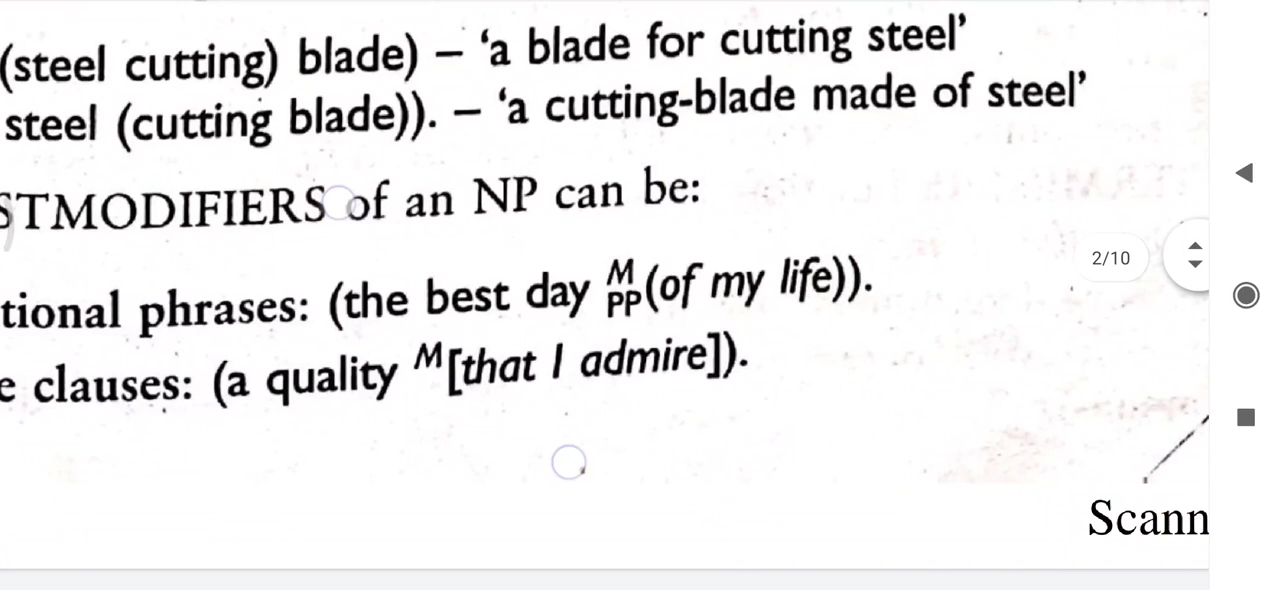 (steel cutting) blade) – ‘a blade for cutting steel’
steel (cutting blade)). – ‘a cutting-blade made of steel’
STMODIFIERS of an NP can be:
2/10
tional phrases: (the best day M PP(of my life)).
e clauses: (a quality M[that I admire]).
Scann